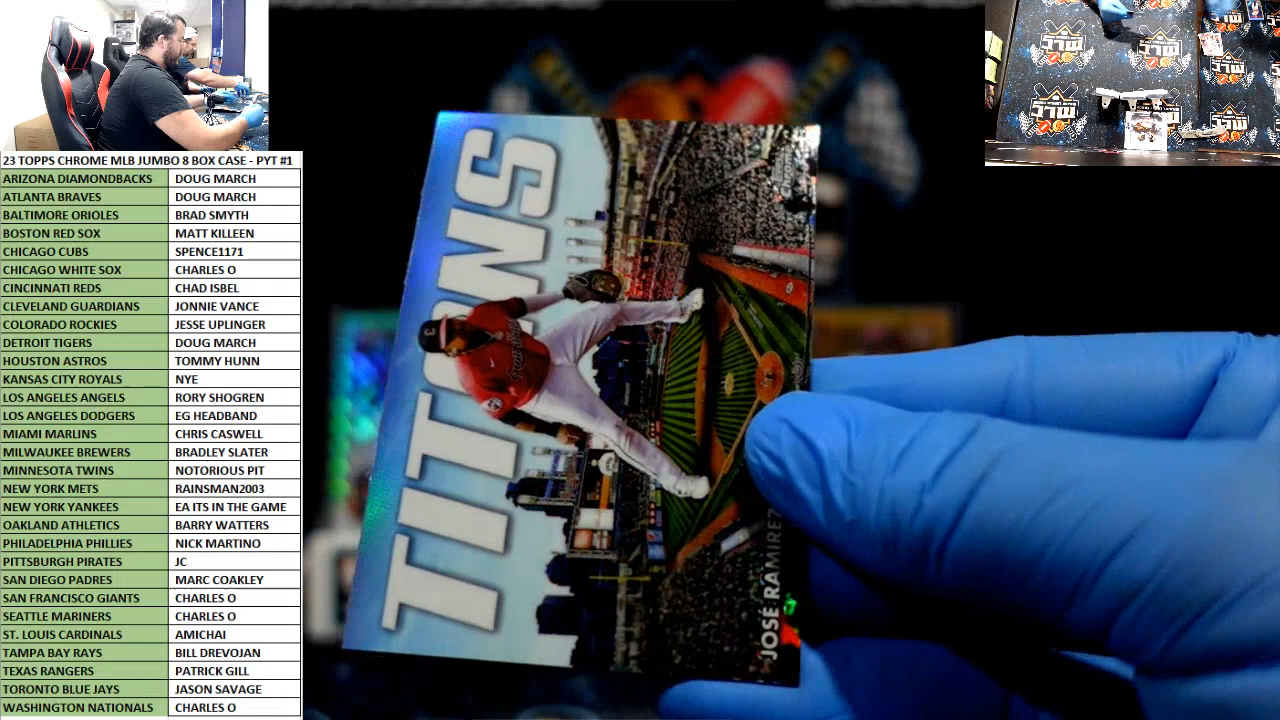 23 TOPPS CHROME MLB JUMBO 8 BOX CASE - PYT #1
ARIZONA DIAMONDBACKS DOUG MARCH
ATLANTA BRAVES DOUG MARCH
BALTIMORE ORIOLES BRAD SMYTH
BOSTON RED SOX MATT KILLEEN
CHICAGO CUBS SPENCE1171
CHICAGO WHITE SOX CHARLES O
CINCINNATI REDS CHAD ISBEL
CLEVELAND GUARDIANS JONNIE VANCE
COLORADO ROCKIES JESSE UPLINGER
DETROIT TIGERS DOUG MARCH
HOUSTON ASTROS TOMMY HUNN
KANSAS CITY ROYALS NYE
LOS ANGELES ANGELS RORY SHOGREN
LOS ANGELES DODGERS EG HEADBAND
MIAMI MARLINS CHRIS CASWELL
MILWAUKEE BREWERS BRADLEY SLATER
MINNESOTA TWINS NOTORIOUS PIT
NEW YORK METS RAINSMAN2003
NEW YORK YANKEES EA ITS IN THE GAME
OAKLAND ATHLETICS BARRY WATTERS
PHILADELPHIA PHILLIES NICK MARTINO
PITTSBURGH PIRATES JC
SAN DIEGO PADRES MARC COAKLEY
SAN FRANCISCO GIANTS CHARLES O
SEATTLE MARINERS CHARLES O
ST. LOUIS CARDINALS AMICHAI
TAMPA BAY RAYS BILL DREVOJAN
TEXAS RANGERS PATRICK GILL
TORONTO BLUE JAYS JASON SAVAGE
WASHINGTON NATIONALS CHARLES O
TITANS
JOSÉ RAMIREZ